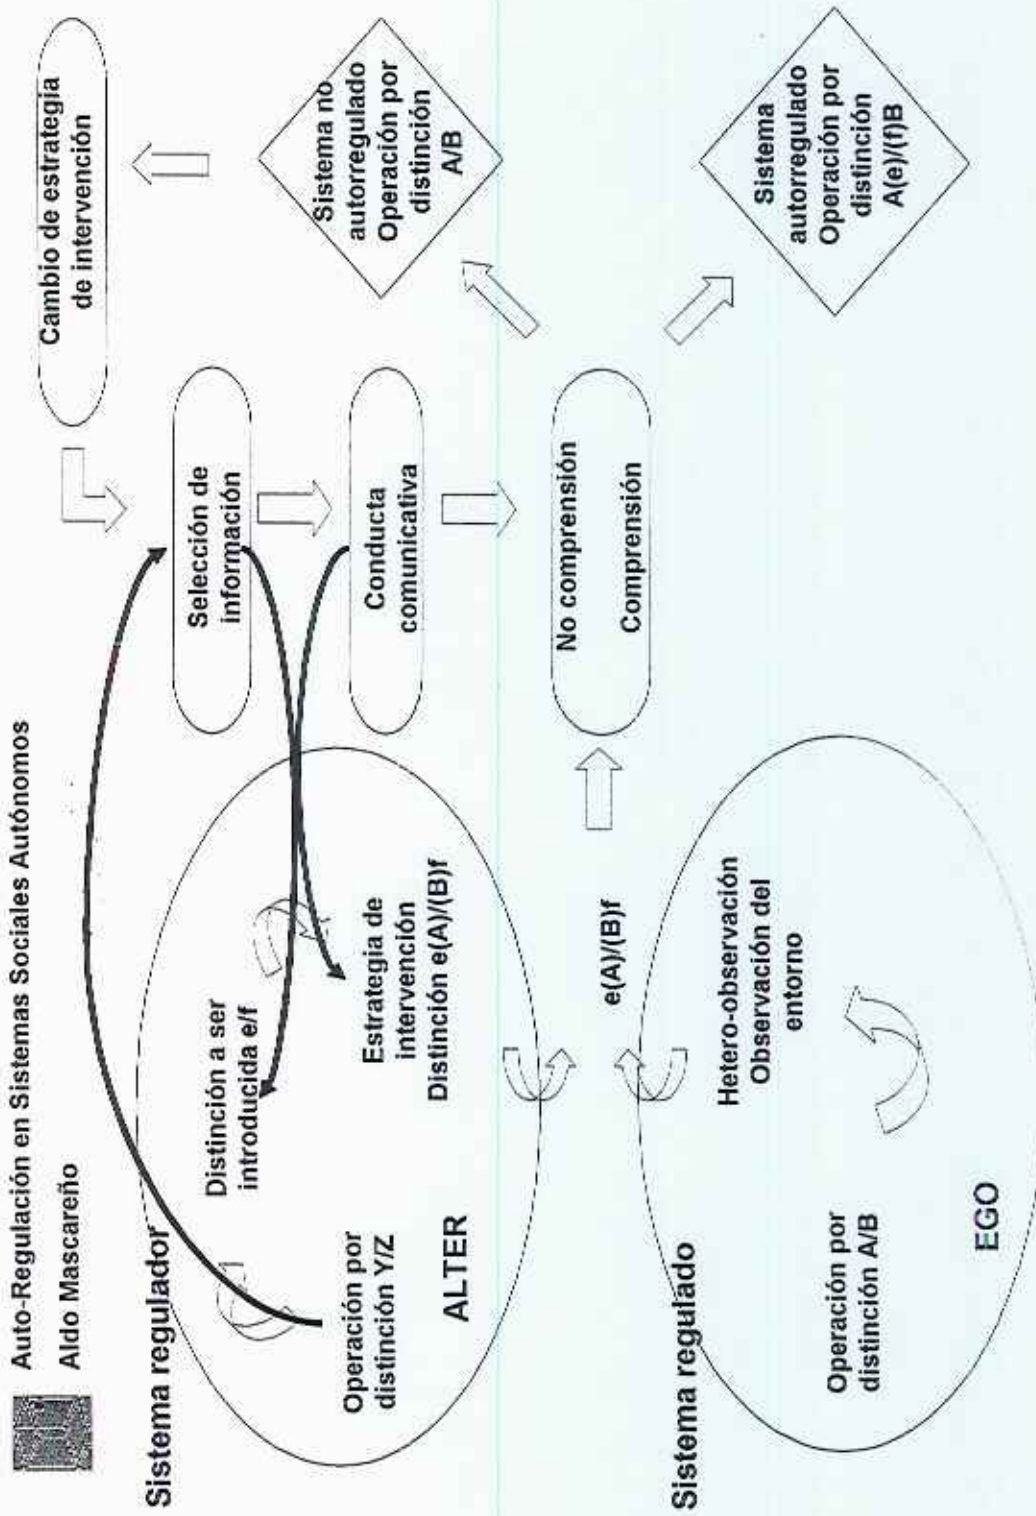 Auto-Regulación en Sistemas Sociales Autónomos
Aldo Mascareño
Sistema regulador
Operación por
distinción Y/Z
Distinción a ser
introducida e/f
Estrategia de
intervención
Distinción e(A)/(B)f
ALTER
Selección de
información
Conducta
comunicativa
Cambio de estrategia
de intervención
Sistema no
autorregulado
Operación por
distinción
A/B
e(A)/(B)f
No comprensión
Comprensión
Sistema
autorregulado
Operación por
distinción
A(e)/(f)B
Sistema regulado
Operación por
distinción A/B
Hetero-observación
Observación del
entorno
EGO